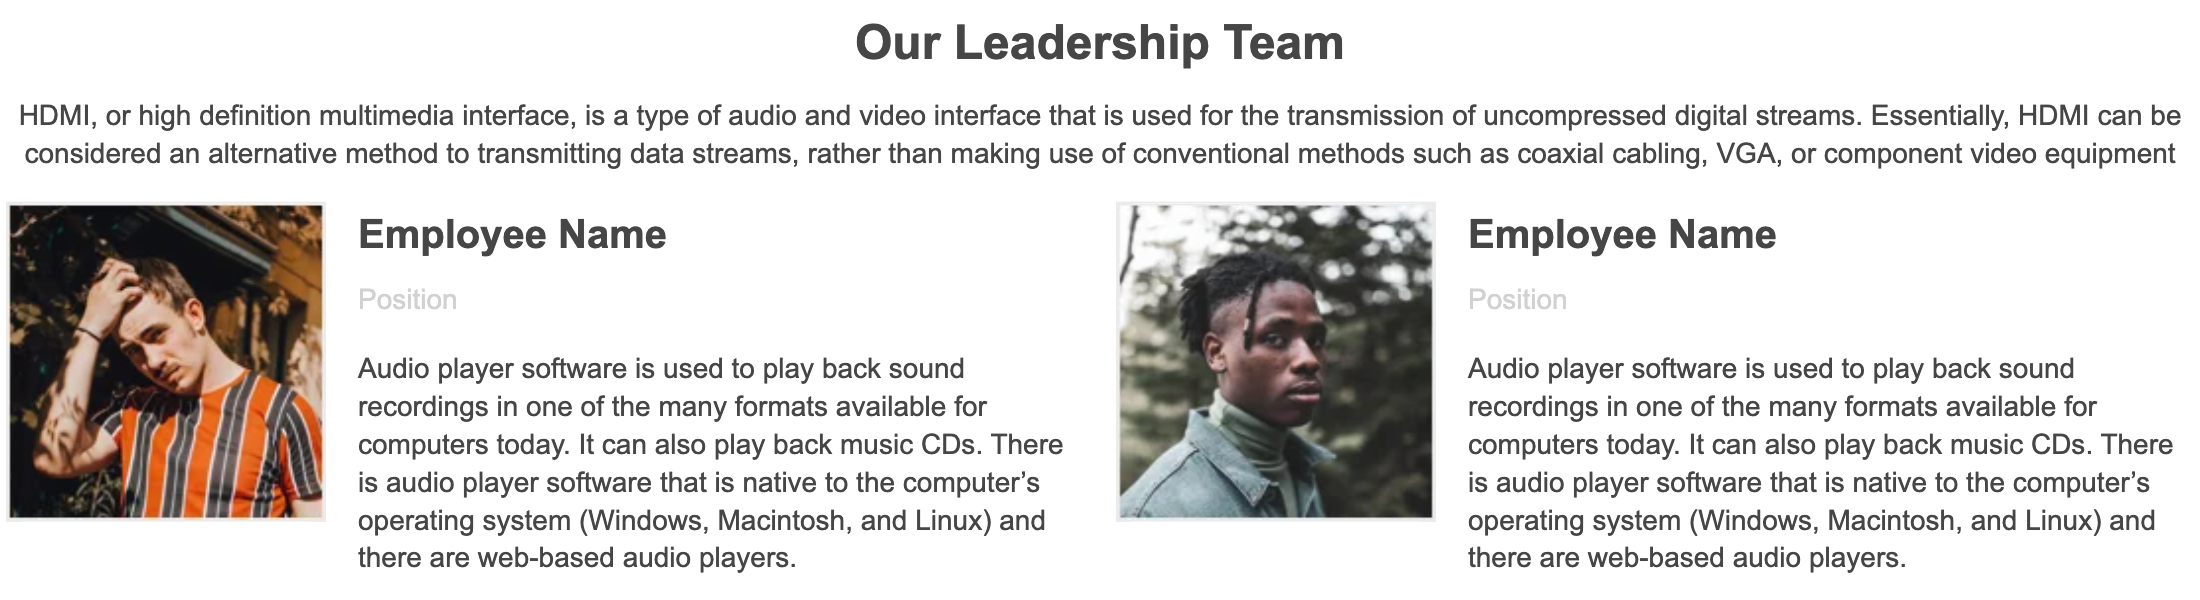 Our Leadership Team
HDMI, or high definition multimedia interface, is a type of audio and video interface that is used for the transmission of uncompressed digital streams. Essentially, HDMI can be
considered an alternative method to transmitting data streams, rather than making use of conventional methods such as coaxial cabling, VGA, or component video equipment
Employee Name
Position
Audio player software is used to play back sound
recordings in one of the many formats available for
computers today. It can also play back music CDs. There
is audio player software that is native to the computer’s
operating system (Windows, Macintosh, and Linux) and
there are web-based audio players.
Employee Name
Position
Audio player software is used to play back sound
recordings in one of the many formats available for
computers today. It can also play back music CDs. There
is audio player software that is native to the computer’s
operating system (Windows, Macintosh, and Linux) and
there are web-based audio players.